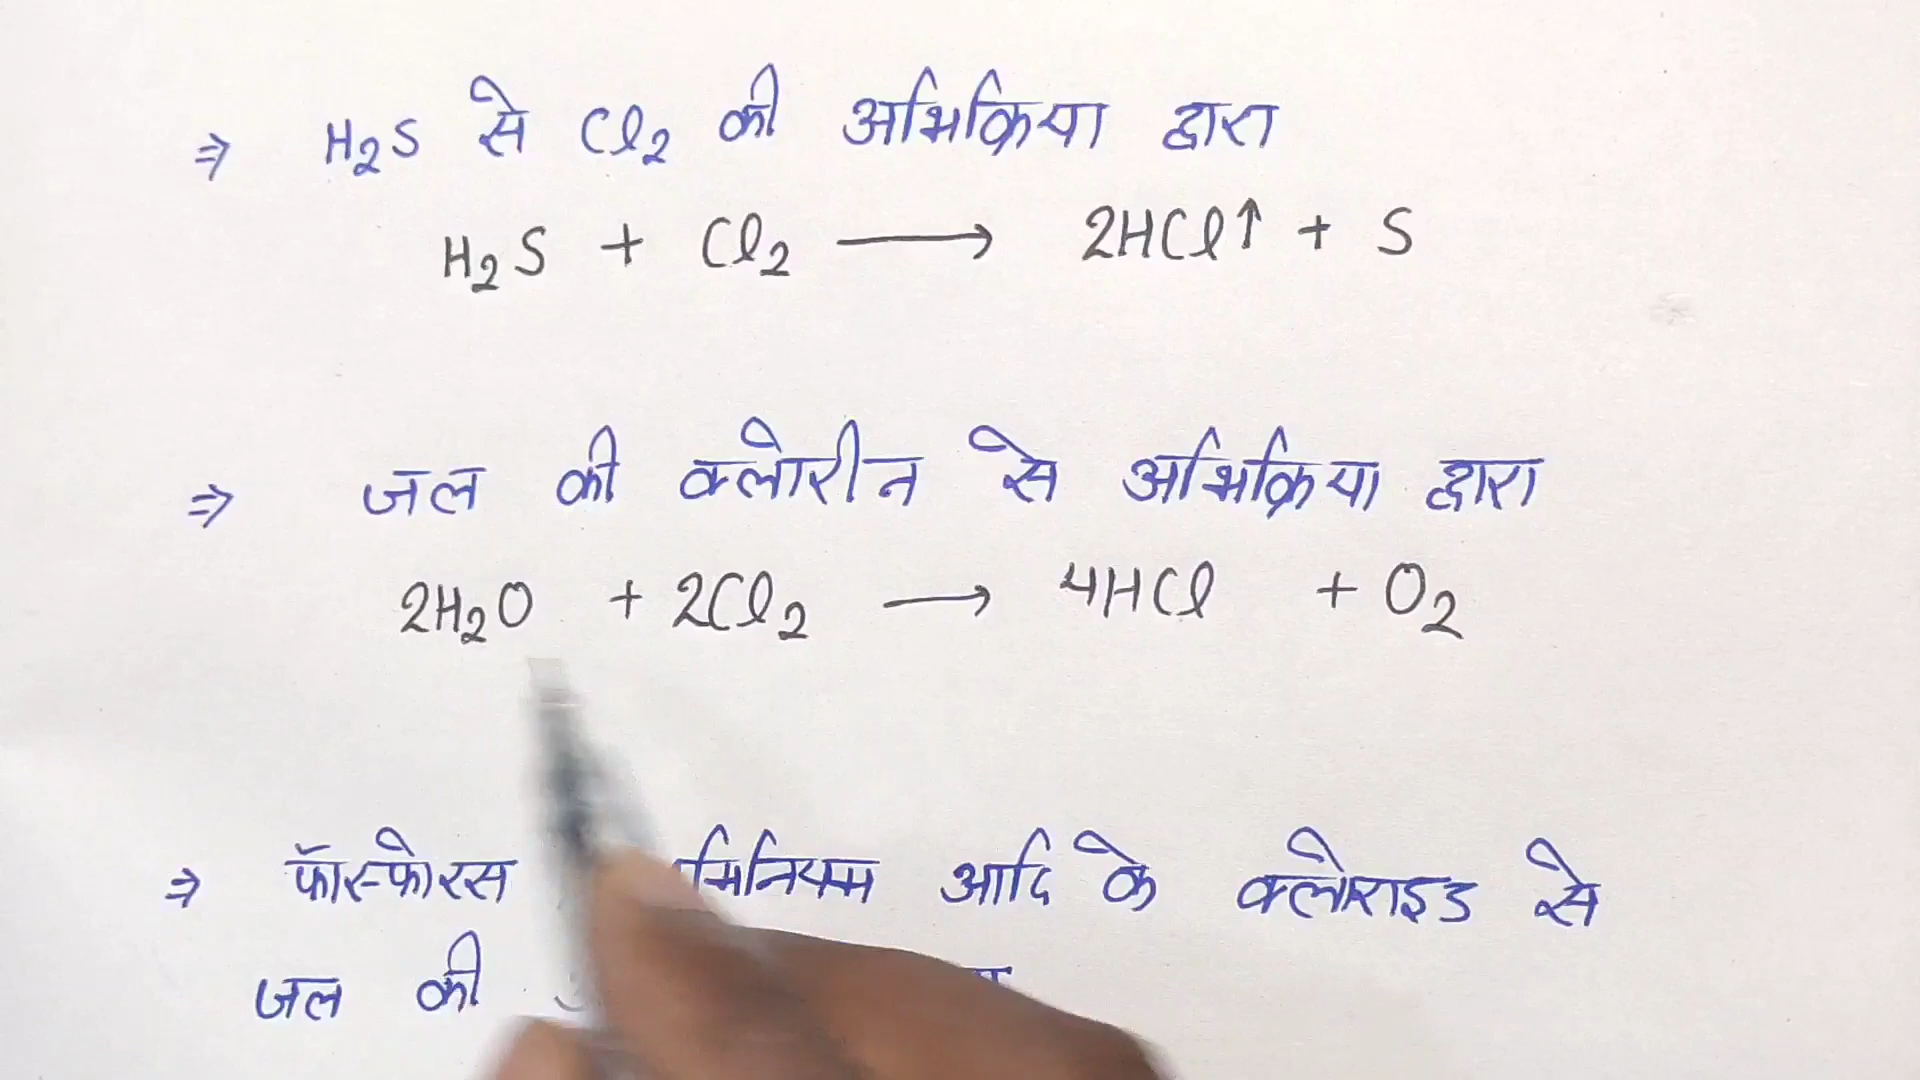 ⇒ H₂S से Cl₂ की अभिक्रिया द्वारा
H₂S + Cl₂ ⟶ 2HCl↑ + S
⇒ जल की क्लोरीन से अभिक्रिया द्वारा
2H₂O + 2Cl₂ ⟶ 4HCl + O₂
⇒ फॉस्फोरस मिनियम आदि के क्लोराइड से
जल की